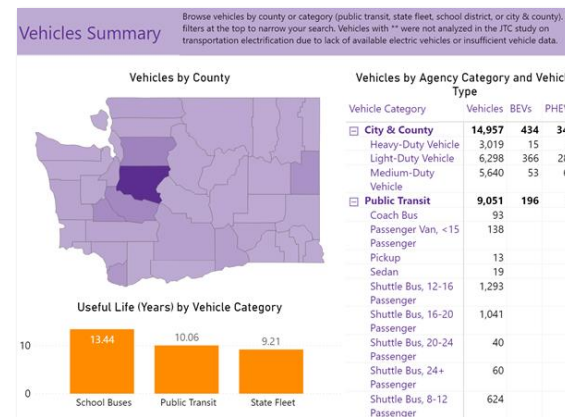 Vehicles Summary
Browse vehicles by county or category (public transit, state fleet, school district, or city & county).
filters at the top to narrow your search. Vehicles with ** were not analyzed in the JTC study on
transportation electrification due to lack of available electric vehicles or insufficient vehicle data.
Vehicles by County
Useful Life (Years) by Vehicle Category
10
0
13.44
10.06
9.21
School Buses
Public Transit
State Fleet
Vehicles by Agency Category and Vehic
Type
Vehicle Category Vehicles BEVs PHE
City & County 14,957 434 34
Heavy-Duty Vehicle 3,019 15
Light-Duty Vehicle 6,298 366 28
Medium-Duty 5,640 53
Vehicle
Public Transit 9,051 196
Coach Bus 93
Passenger Van, <15 138
Passenger
Pickup 13
Sedan 19
Shuttle Bus, 12-16 1,293
Passenger
Shuttle Bus, 16-20 1,041
Passenger
Shuttle Bus, 20-24 40
Passenger
Shuttle Bus, 24+ 60
Passenger
Shuttle Bus, 8-12 624
Passenger